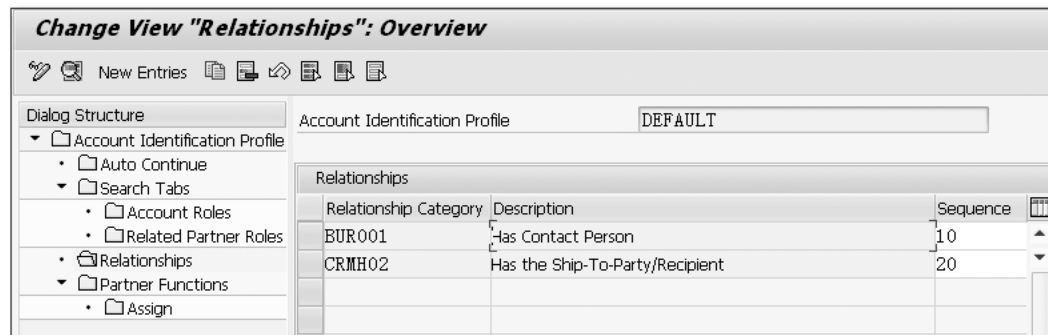 Change View "Relationships": Overview
New Entries
Dialog Structure
Account Identification Profile
Auto Continue
Search Tabs
Account Roles
Related Partner Roles
Relationships
Partner Functions
Assign
Account Identification Profile DEFAULT
Relationships
Relationship Category Description Sequence
BUR001 Has Contact Person 10
CRMH02 Has the Ship-To-Party/Recipient 20